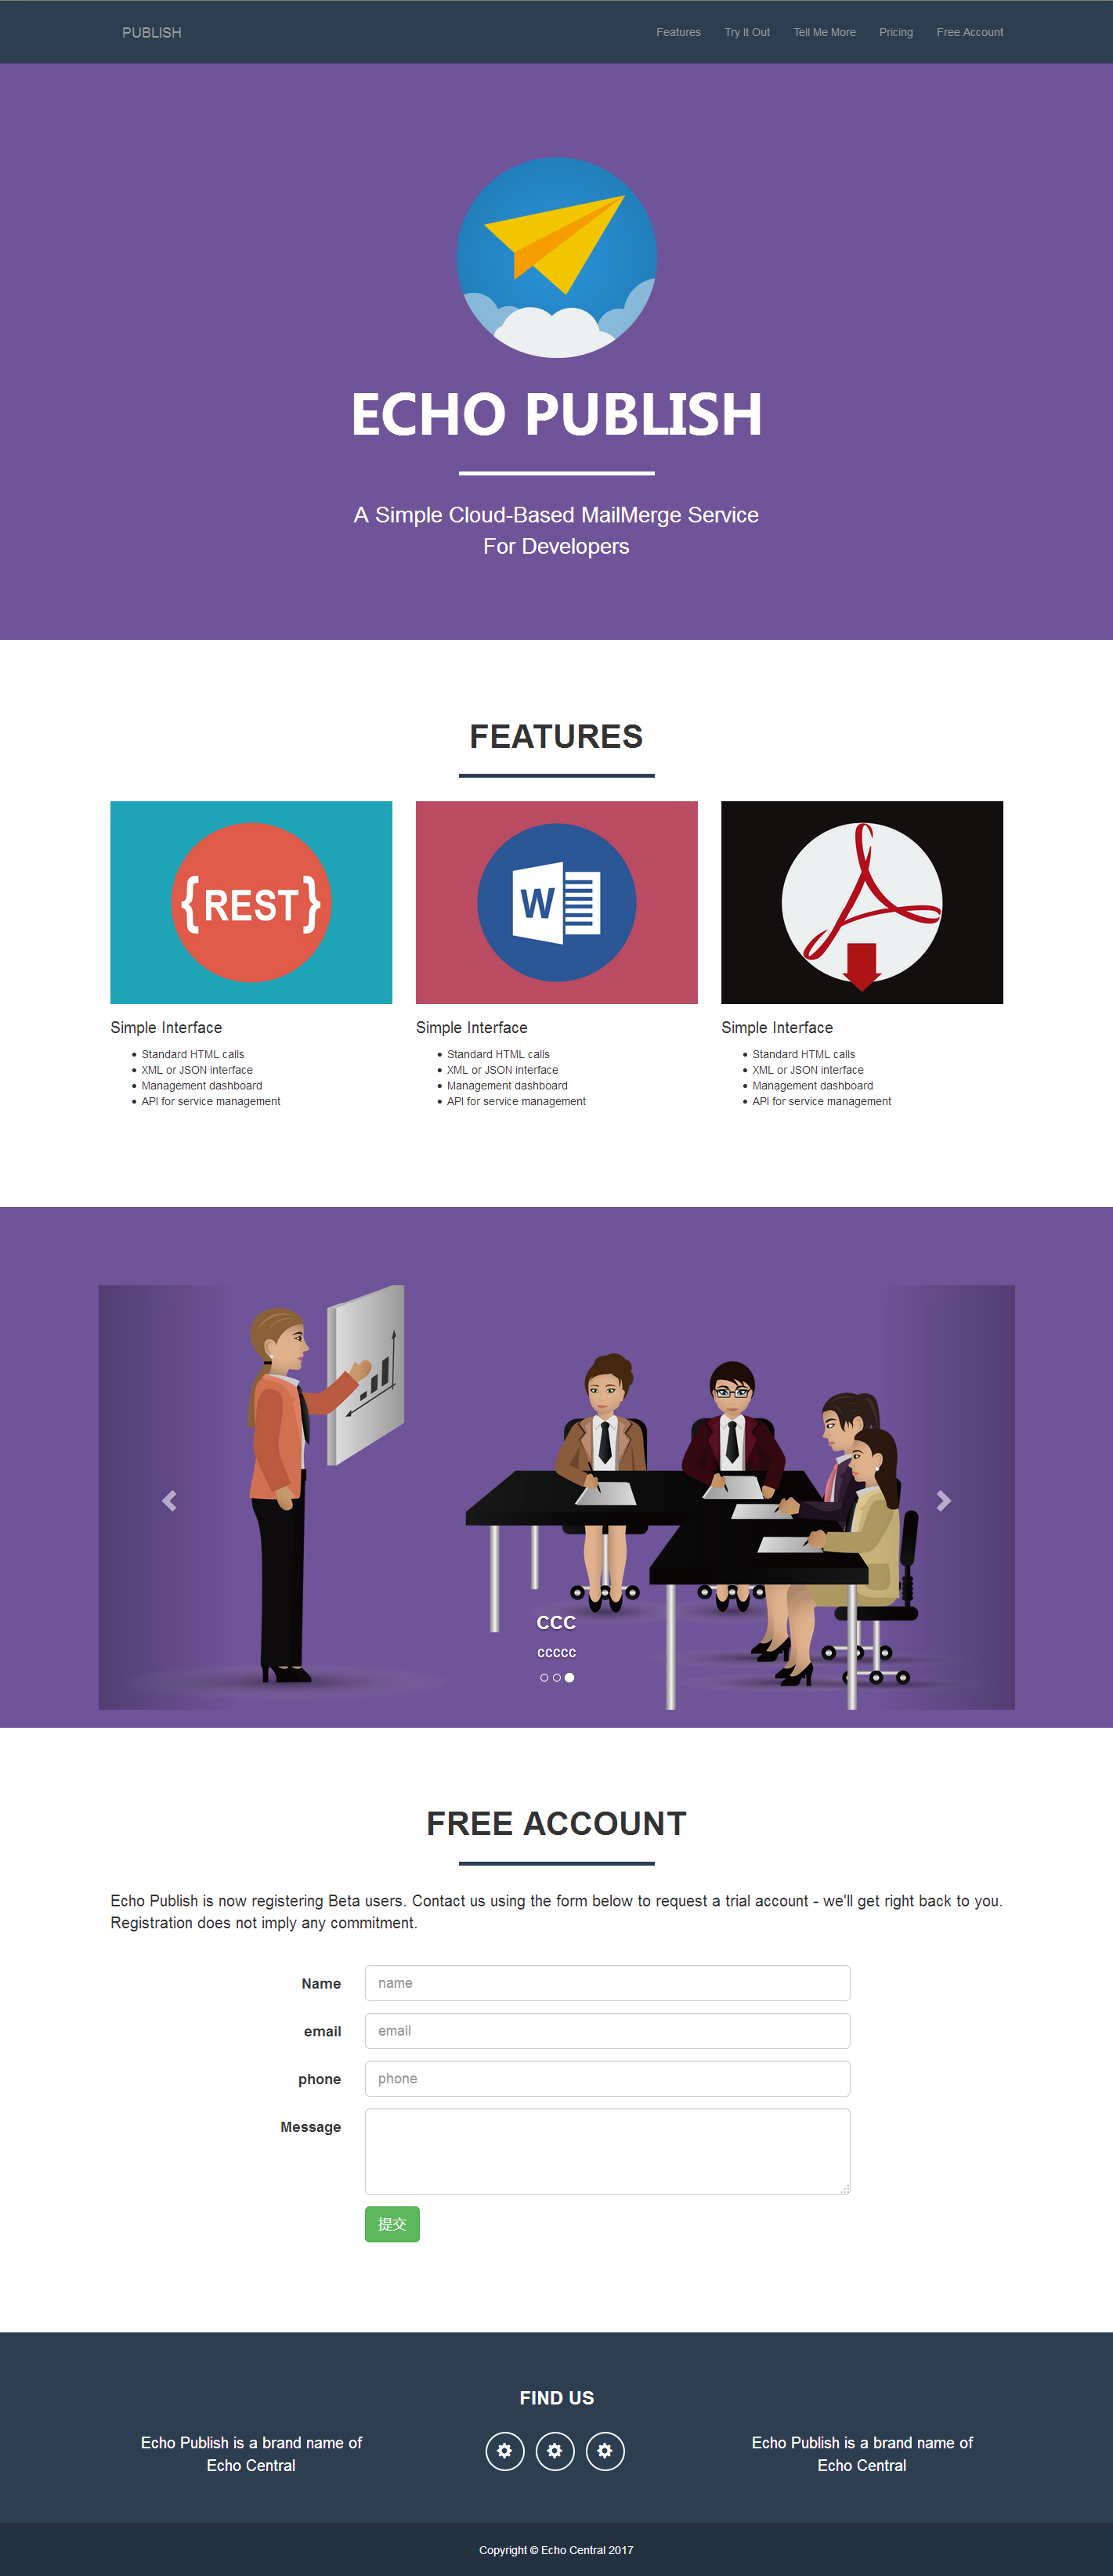 PUBLISH
Features
Try It Out
Tell Me More
Pricing
Free Account
ECHO PUBLISH
A Simple Cloud-Based MailMerge Service
For Developers
FEATURES
{REST}
W
Simple Interface
Standard HTML calls
XML or JSON interface
Management dashboard
API for service management
Simple Interface
Standard HTML calls
XML or JSON interface
Management dashboard
API for service management
Simple Interface
Standard HTML calls
XML or JSON interface
Management dashboard
API for service management
CCC
ccccc
FREE ACCOUNT
Echo Publish is now registering Beta users. Contact us using the form below to request a trial account - we'll get right back to you.
Registration does not imply any commitment.
Name
name
email
email
phone
phone
Message
提交
FIND US
Echo Publish is a brand name of
Echo Central
Echo Publish is a brand name of
Echo Central
Copyright © Echo Central 2017